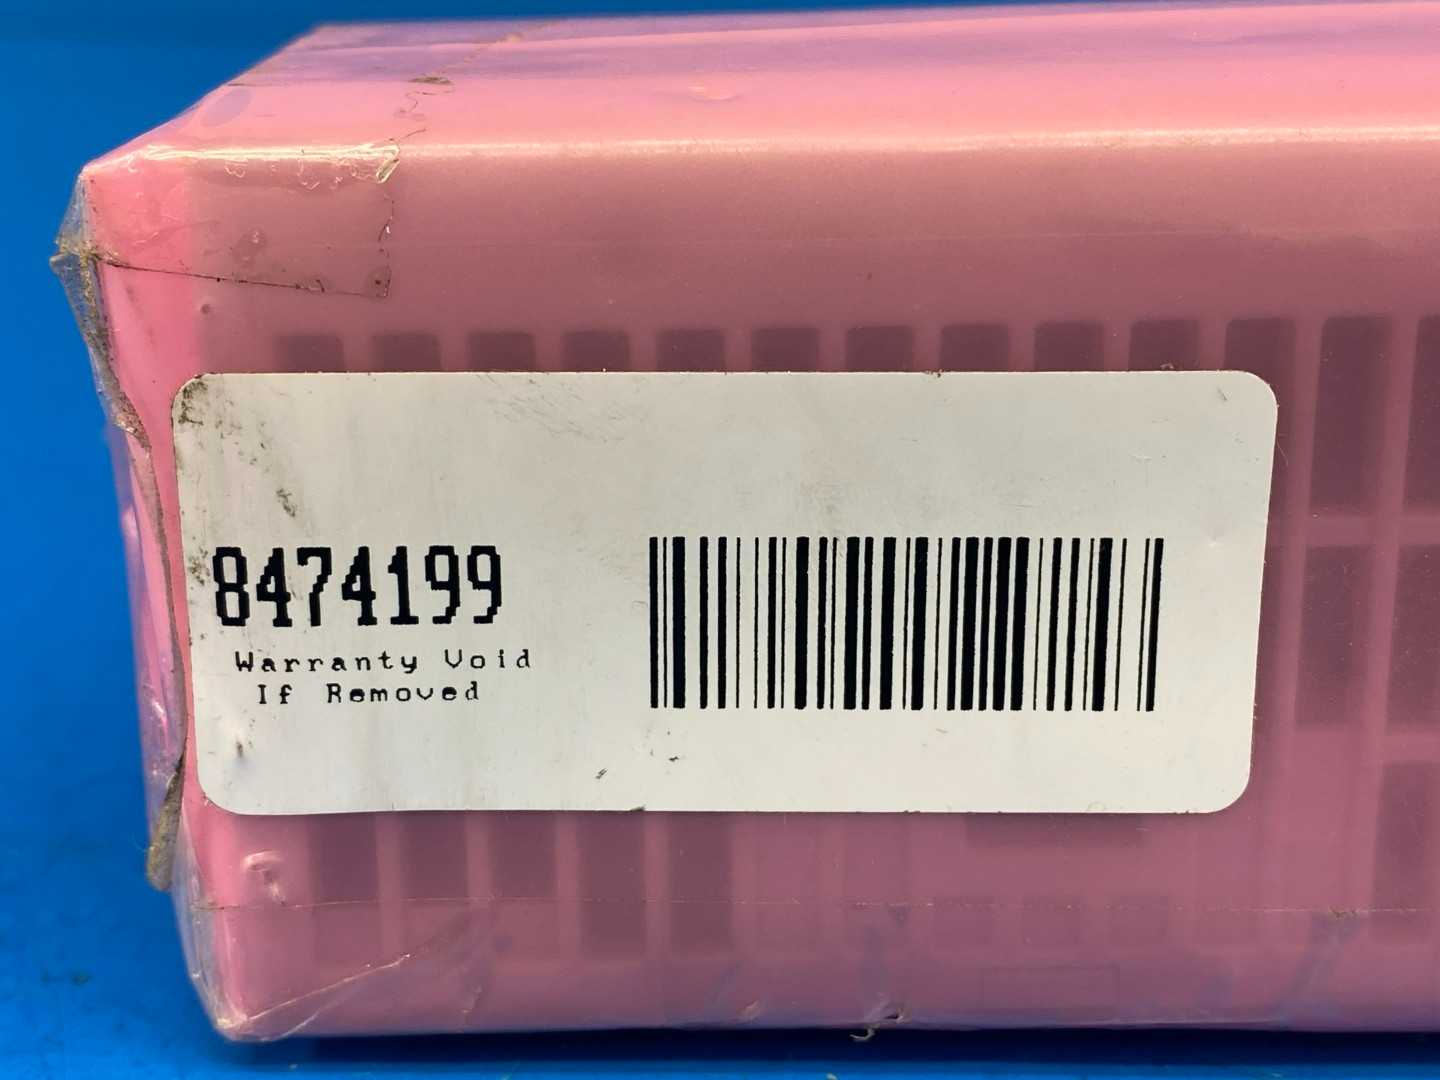 8474199
Warranty Void
If Removed